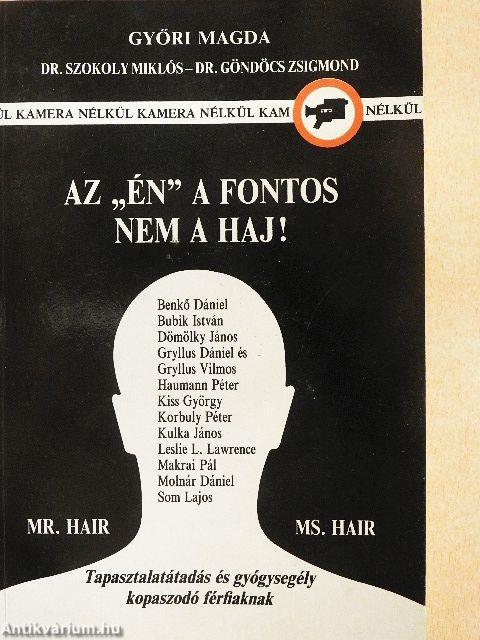 GYŐRI MAGDA
DR. SZOKOLY MIKLÓS – DR. GÖNDÖCS ZSIGMOND
ÜL KAMERA NÉLKÜL KAMERA NÉLKÜL KAM NÉLKÜL
AZ „ÉN” A FONTOS
NEM A HAJ!
Benkő Dániel
Bubik István
Dömölky János
Gryllus Dániel és
Gryllus Vilmos
Haumann Péter
Kiss György
Korbuly Péter
Kulka János
Leslie L. Lawrence
Makrai Pál
Molnár Dániel
Som Lajos
MR. HAIR MS. HAIR
Tapasztalatátadás és gyógysegély
kopaszodó férfiaknak
Antikvárium.hu